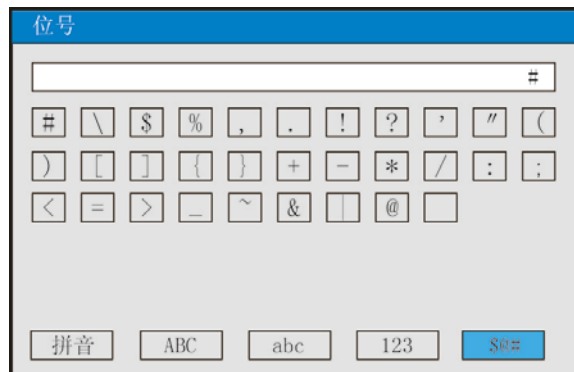 位号
#
# \ $ % , . ! ? ' " (
) [ ] { } + - * / : ;
< = > _ ~ & | @
拼音 ABC abc 123 $@#